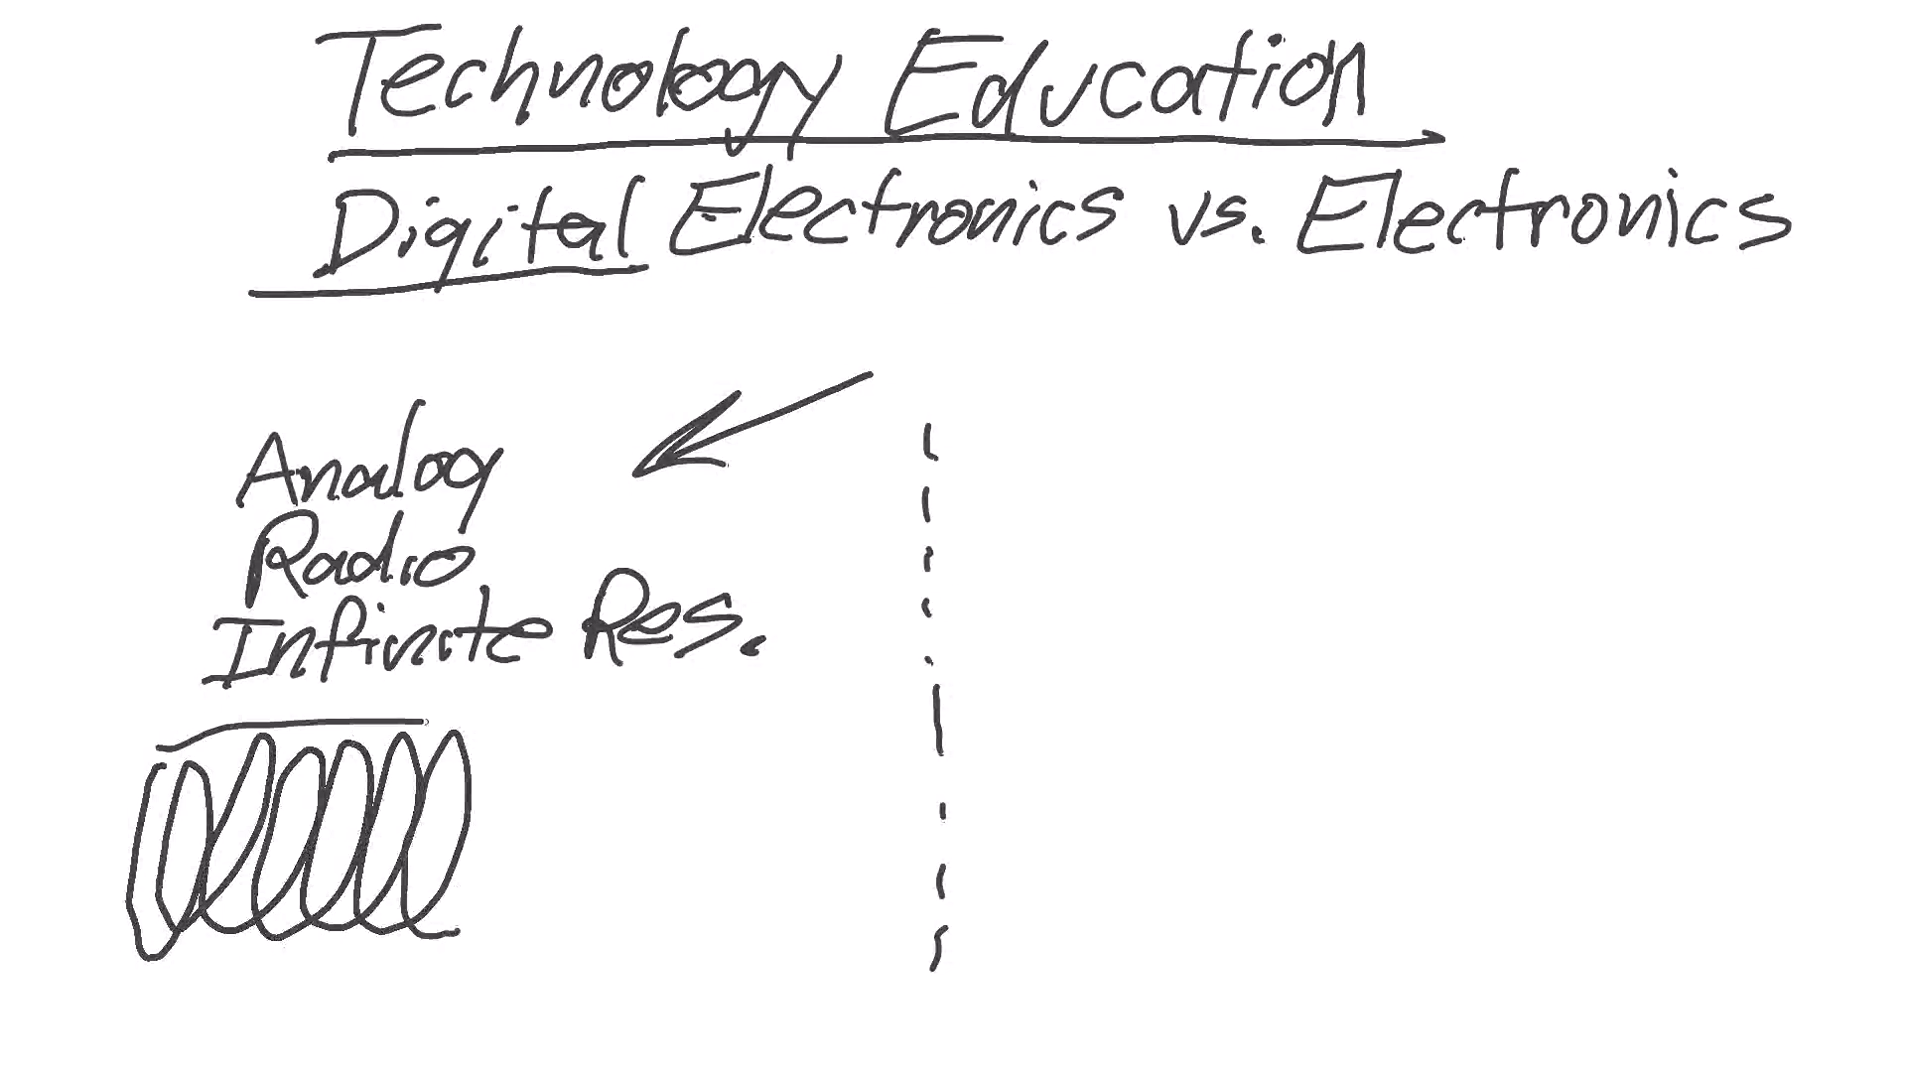 Technology Education
Digital Electronics vs. Electronics
Analog
Radio
Infinite Res.